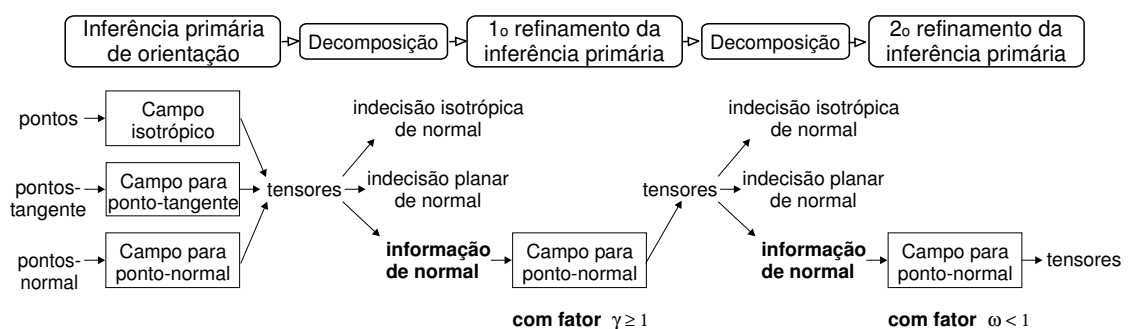 Inferência primária
de orientação
Decomposição
1o refinamento da
inferência primária
Decomposição
2o refinamento da
inferência primária
pontos
Campo
isotrópico
pontos-
tangente
Campo para
ponto-tangente
pontos-
normal
Campo para
ponto-normal
tensores
indecisão isotrópica
de normal
indecisão planar
de normal
informação
de normal
Campo para
ponto-normal
com fator γ ≥ 1
tensores
indecisão isotrópica
de normal
indecisão planar
de normal
informação
de normal
Campo para
ponto-normal
com fator ω < 1
tensores